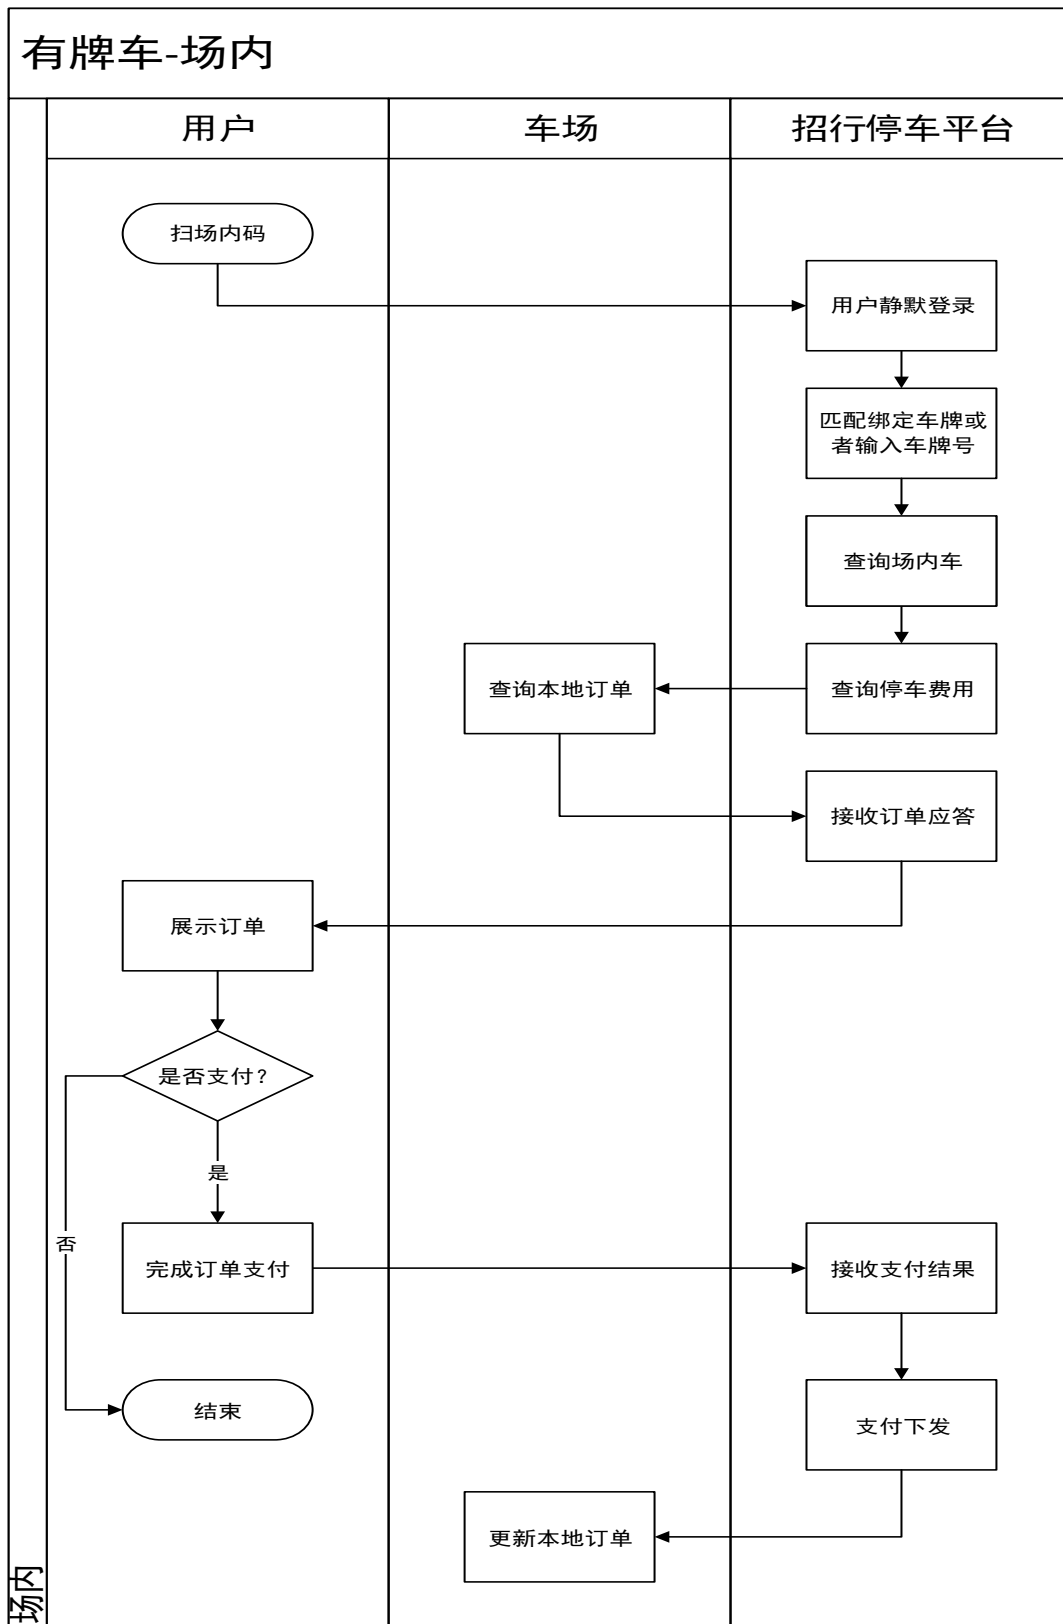 有牌车-场内
用户
车场
招行停车平台
扫场内码
用户静默登录
匹配绑定车牌或
者输入车牌号
查询场内车
查询本地订单
查询停车费用
接收订单应答
展示订单
是否支付？
是
否
完成订单支付
接收支付结果
结束
支付下发
更新本地订单
场内